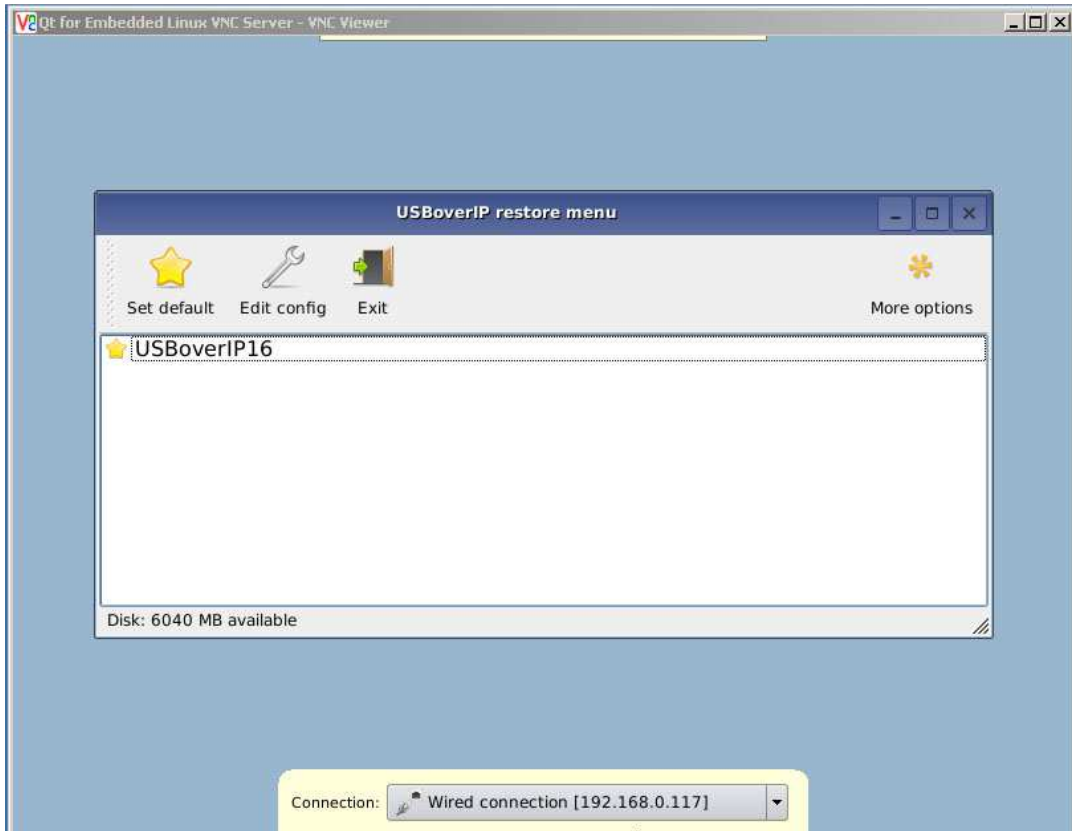 Qt for Embedded Linux VNC Server - VNC Viewer
USBoverIP restore menu
Set default Edit config Exit More options
USBoverIP16
Disk: 6040 MB available
Connection: Wired connection [192.168.0.117]